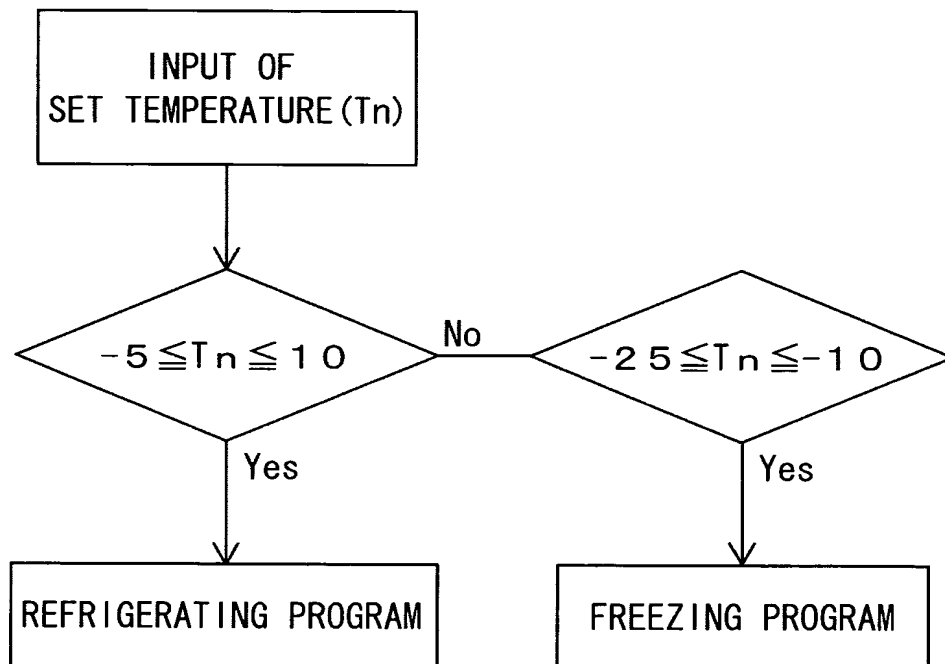 INPUT OF
SET TEMPERATURE(Tn)
-5≦Tn≦10
No
-25≦Tn≦-10
Yes
Yes
REFRIGERATING PROGRAM
FREEZING PROGRAM